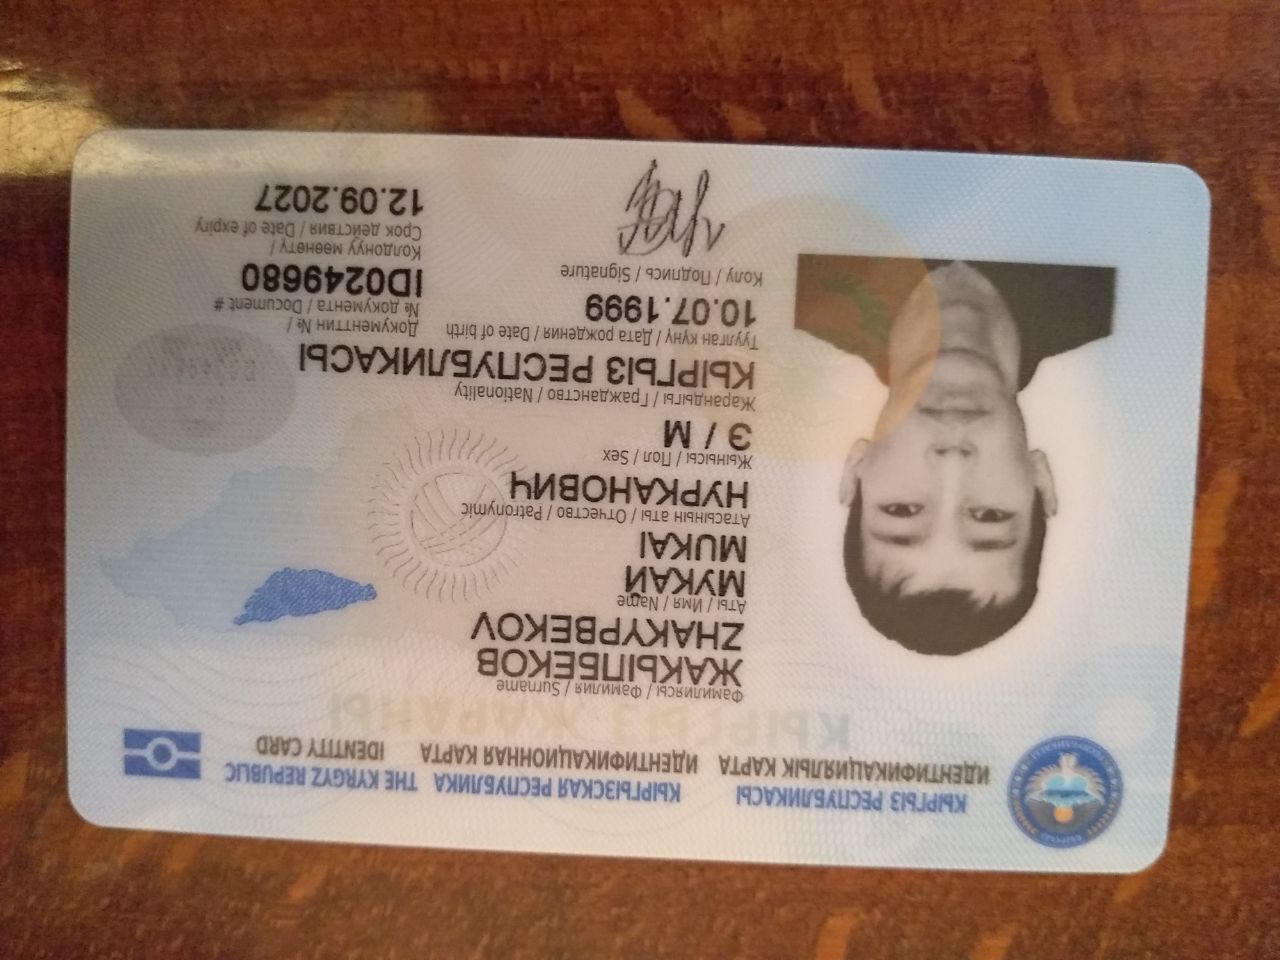 КЫРГЫЗ РЕСПУБЛИКАСЫ КЫРГЫЗСКАЯ РЕСПУБЛИКА THE KYRGYZ REPUBLIC
ИДЕНТИФИКАЦИЯЛЫК КАРТА ИДЕНТИФИКАЦИОННАЯ КАРТА IDENTITY CARD
КЫРГЫЗ ЖАРАНЫ
Фамилиясы / Фамилия / Surname
ЖАКЫПБЕКОВ
ZHAKYPBEKOV
Аты / Имя / Name
МУКАЙ
MUKAI
Атасынын аты / Отчество / Patronymic
НУРКАНОВИЧ
Жынысы / Пол / Sex
Э / М
Жарандыгы / Гражданство / Nationality
КЫРГЫЗ РЕСПУБЛИКАСЫ
Туулган күнү / Дата рождения / Date of birth
10.07.1999
Документтин № /
№ документа / Document #
ID0249680
Колу / Подпись / Signature
Колдонуу мөөнөтү /
Срок действия / Date of expiry
12.09.2027